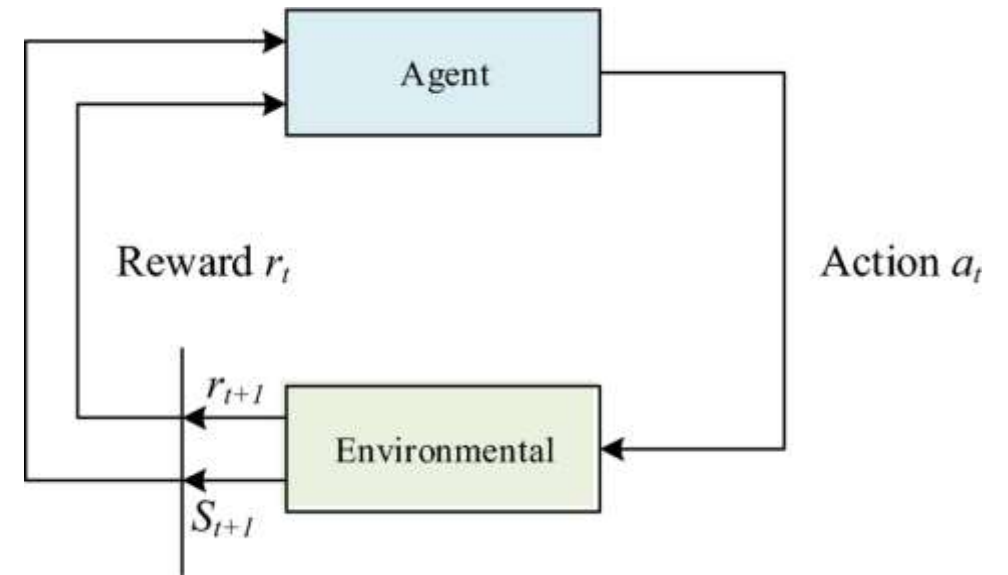 Agent
Reward r_t
Action a_t
r_{t+1}
Environmental
S_{t+1}